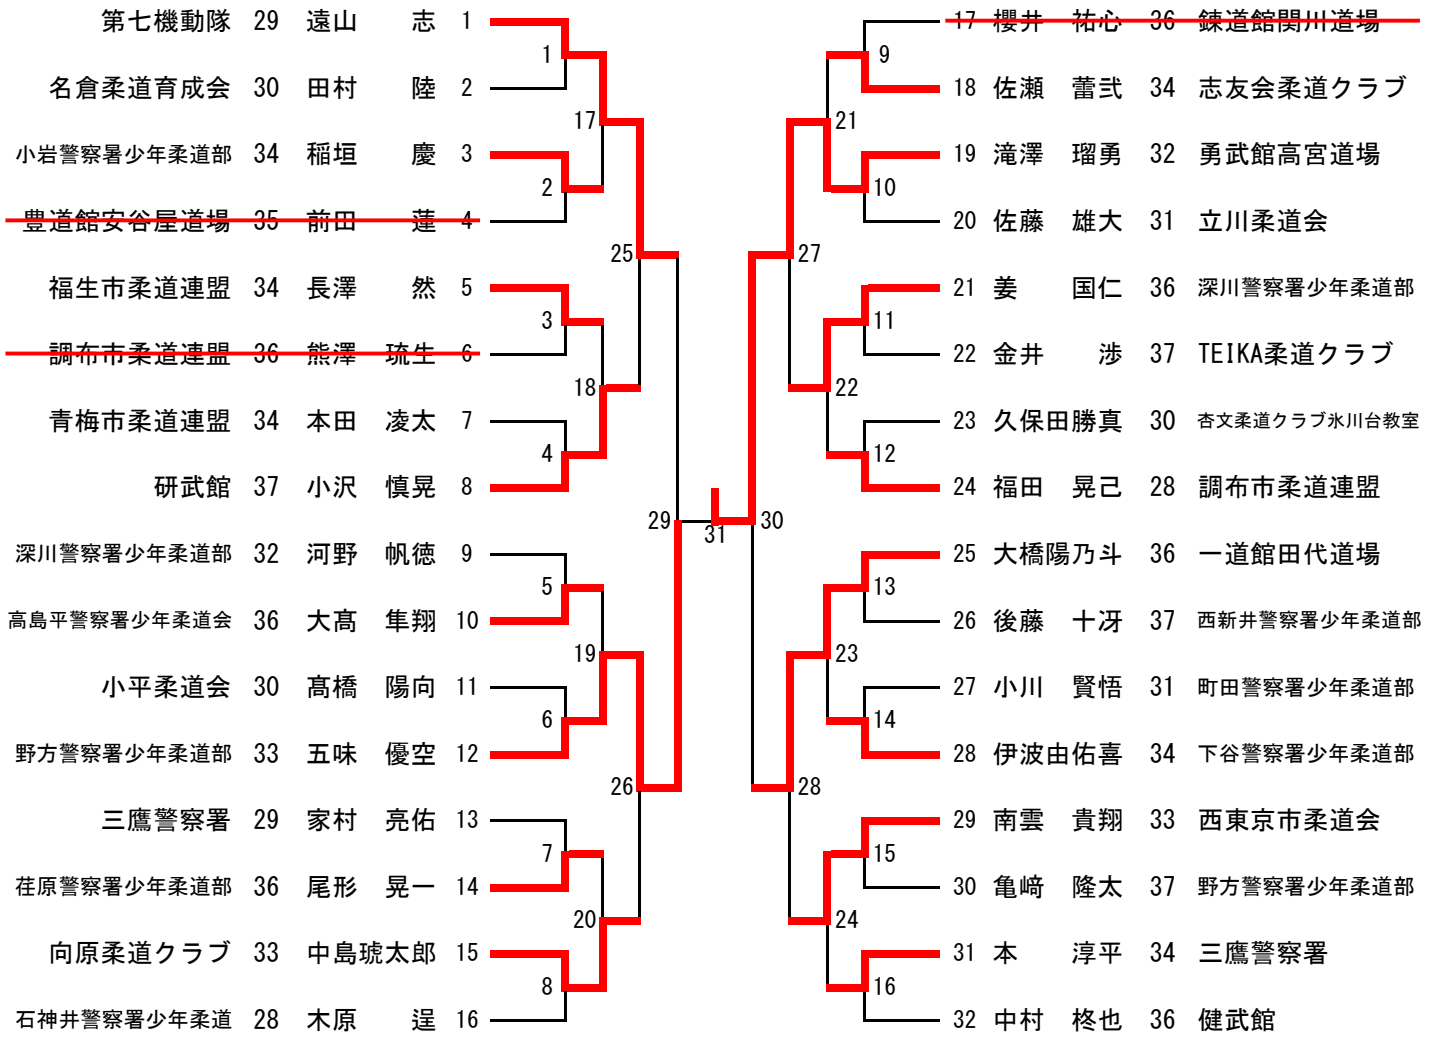 第七機動隊 29 遠山 志 1
名倉柔道育成会 30 田村 陸 2
小岩警察署少年柔道部 34 稲垣 慶 3
豊道館安谷屋道場 35 前田 蓮 4
福生市柔道連盟 34 長澤 然 5
調布市柔道連盟 36 熊澤 琉生 6
青梅市柔道連盟 34 本田 凌太 7
研武館 37 小沢 慎晃 8
深川警察署少年柔道部 32 河野 帆徳 9
高島平警察署少年柔道会 36 大髙 隼翔 10
小平柔道会 30 髙橋 陽向 11
野方警察署少年柔道部 33 五味 優空 12
三鷹警察署 29 家村 亮佑 13
荏原警察署少年柔道部 36 尾形 晃一 14
向原柔道クラブ 33 中島琥太郎 15
石神井警察署少年柔道 28 木原 逞 16
1
2
3
4
5
6
7
8
17
18
19
20
25
26
29
31
30
27
28
21
22
23
24
9
10
11
12
13
14
15
16
17 櫻井 祐心 36 錬道館関川道場
18 佐瀬 蕾弐 34 志友会柔道クラブ
19 滝澤 瑠勇 32 勇武館高宮道場
20 佐藤 雄大 31 立川柔道会
21 姜 国仁 36 深川警察署少年柔道部
22 金井 渉 37 TEIKA柔道クラブ
23 久保田勝真 30 杏文柔道クラブ氷川台教室
24 福田 晃己 28 調布市柔道連盟
25 大橋陽乃斗 36 一道館田代道場
26 後藤 十冴 37 西新井警察署少年柔道部
27 小川 賢悟 31 町田警察署少年柔道部
28 伊波由佑喜 34 下谷警察署少年柔道部
29 南雲 貴翔 33 西東京市柔道会
30 亀﨑 隆太 37 野方警察署少年柔道部
31 本 淳平 34 三鷹警察署
32 中村 柊也 36 健武館